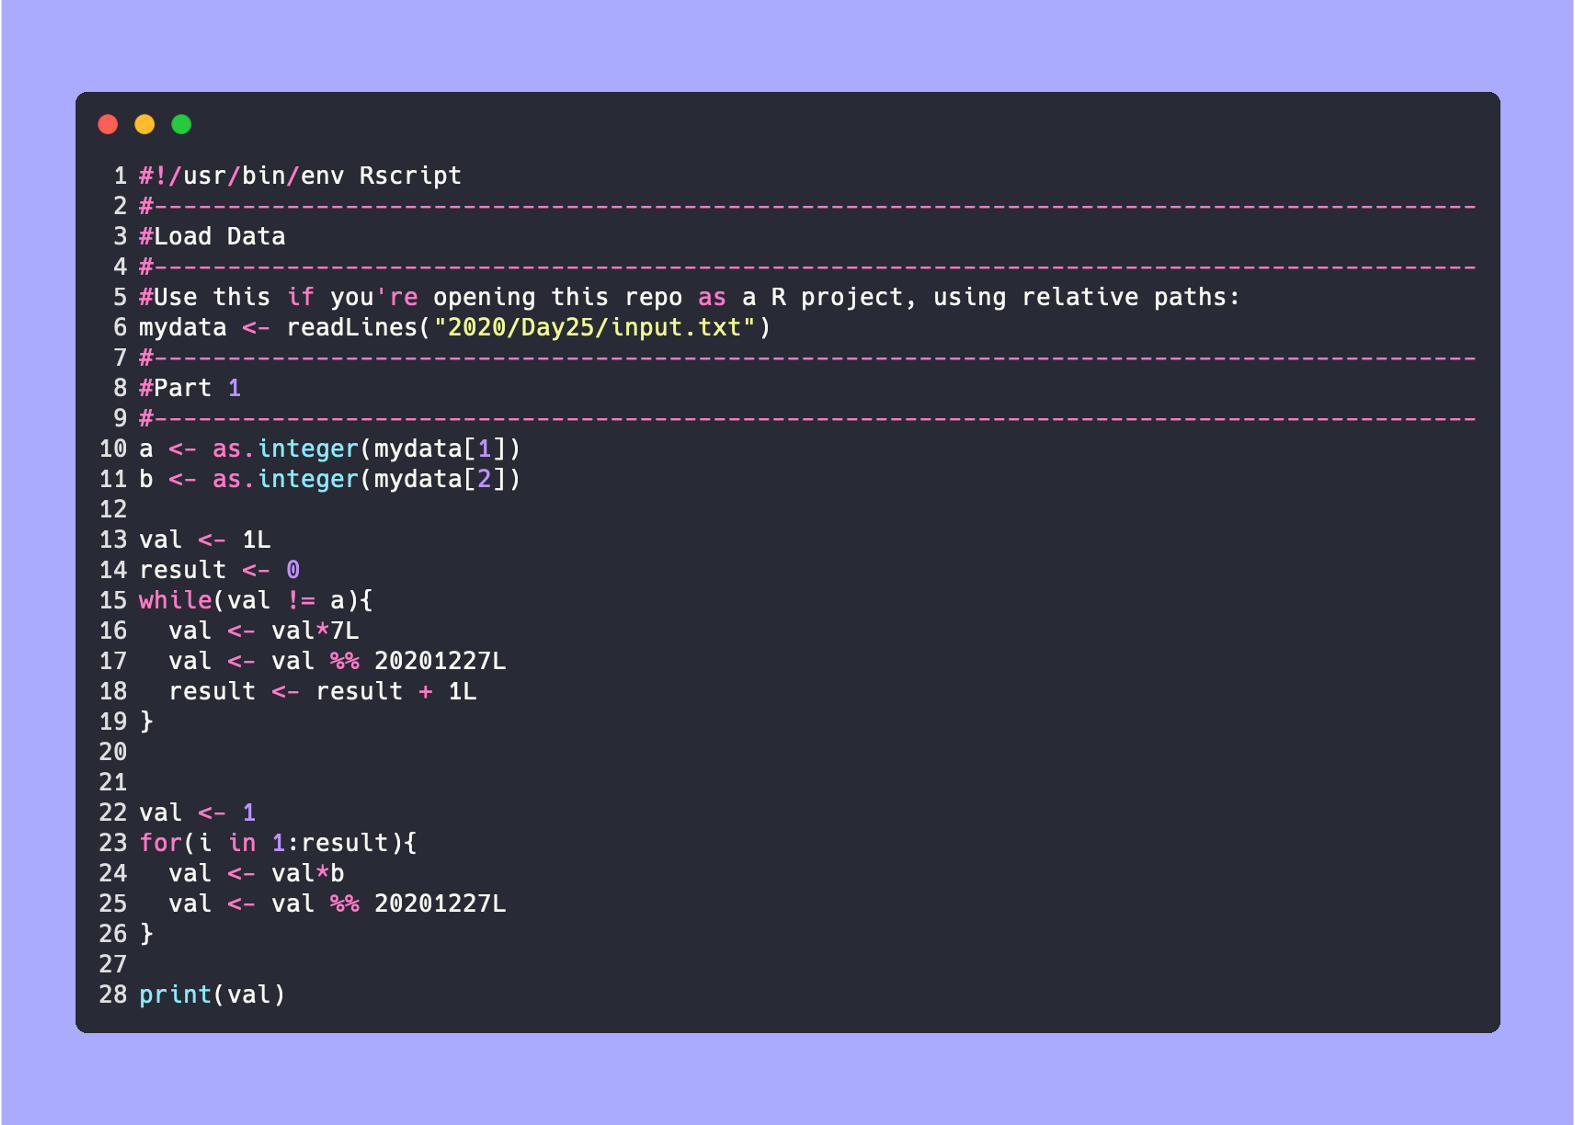 1 #!/usr/bin/env Rscript
2 #------------------------------------------------------------------------------------------
3 #Load Data
4 #------------------------------------------------------------------------------------------
5 #Use this if you're opening this repo as a R project, using relative paths:
6 mydata <- readLines("2020/Day25/input.txt")
7 #------------------------------------------------------------------------------------------
8 #Part 1
9 #------------------------------------------------------------------------------------------
10 a <- as.integer(mydata[1])
11 b <- as.integer(mydata[2])
12
13 val <- 1L
14 result <- 0
15 while(val != a){
16   val <- val*7L
17   val <- val %% 20201227L
18   result <- result + 1L
19 }
20
21
22 val <- 1
23 for(i in 1:result){
24   val <- val*b
25   val <- val %% 20201227L
26 }
27
28 print(val)